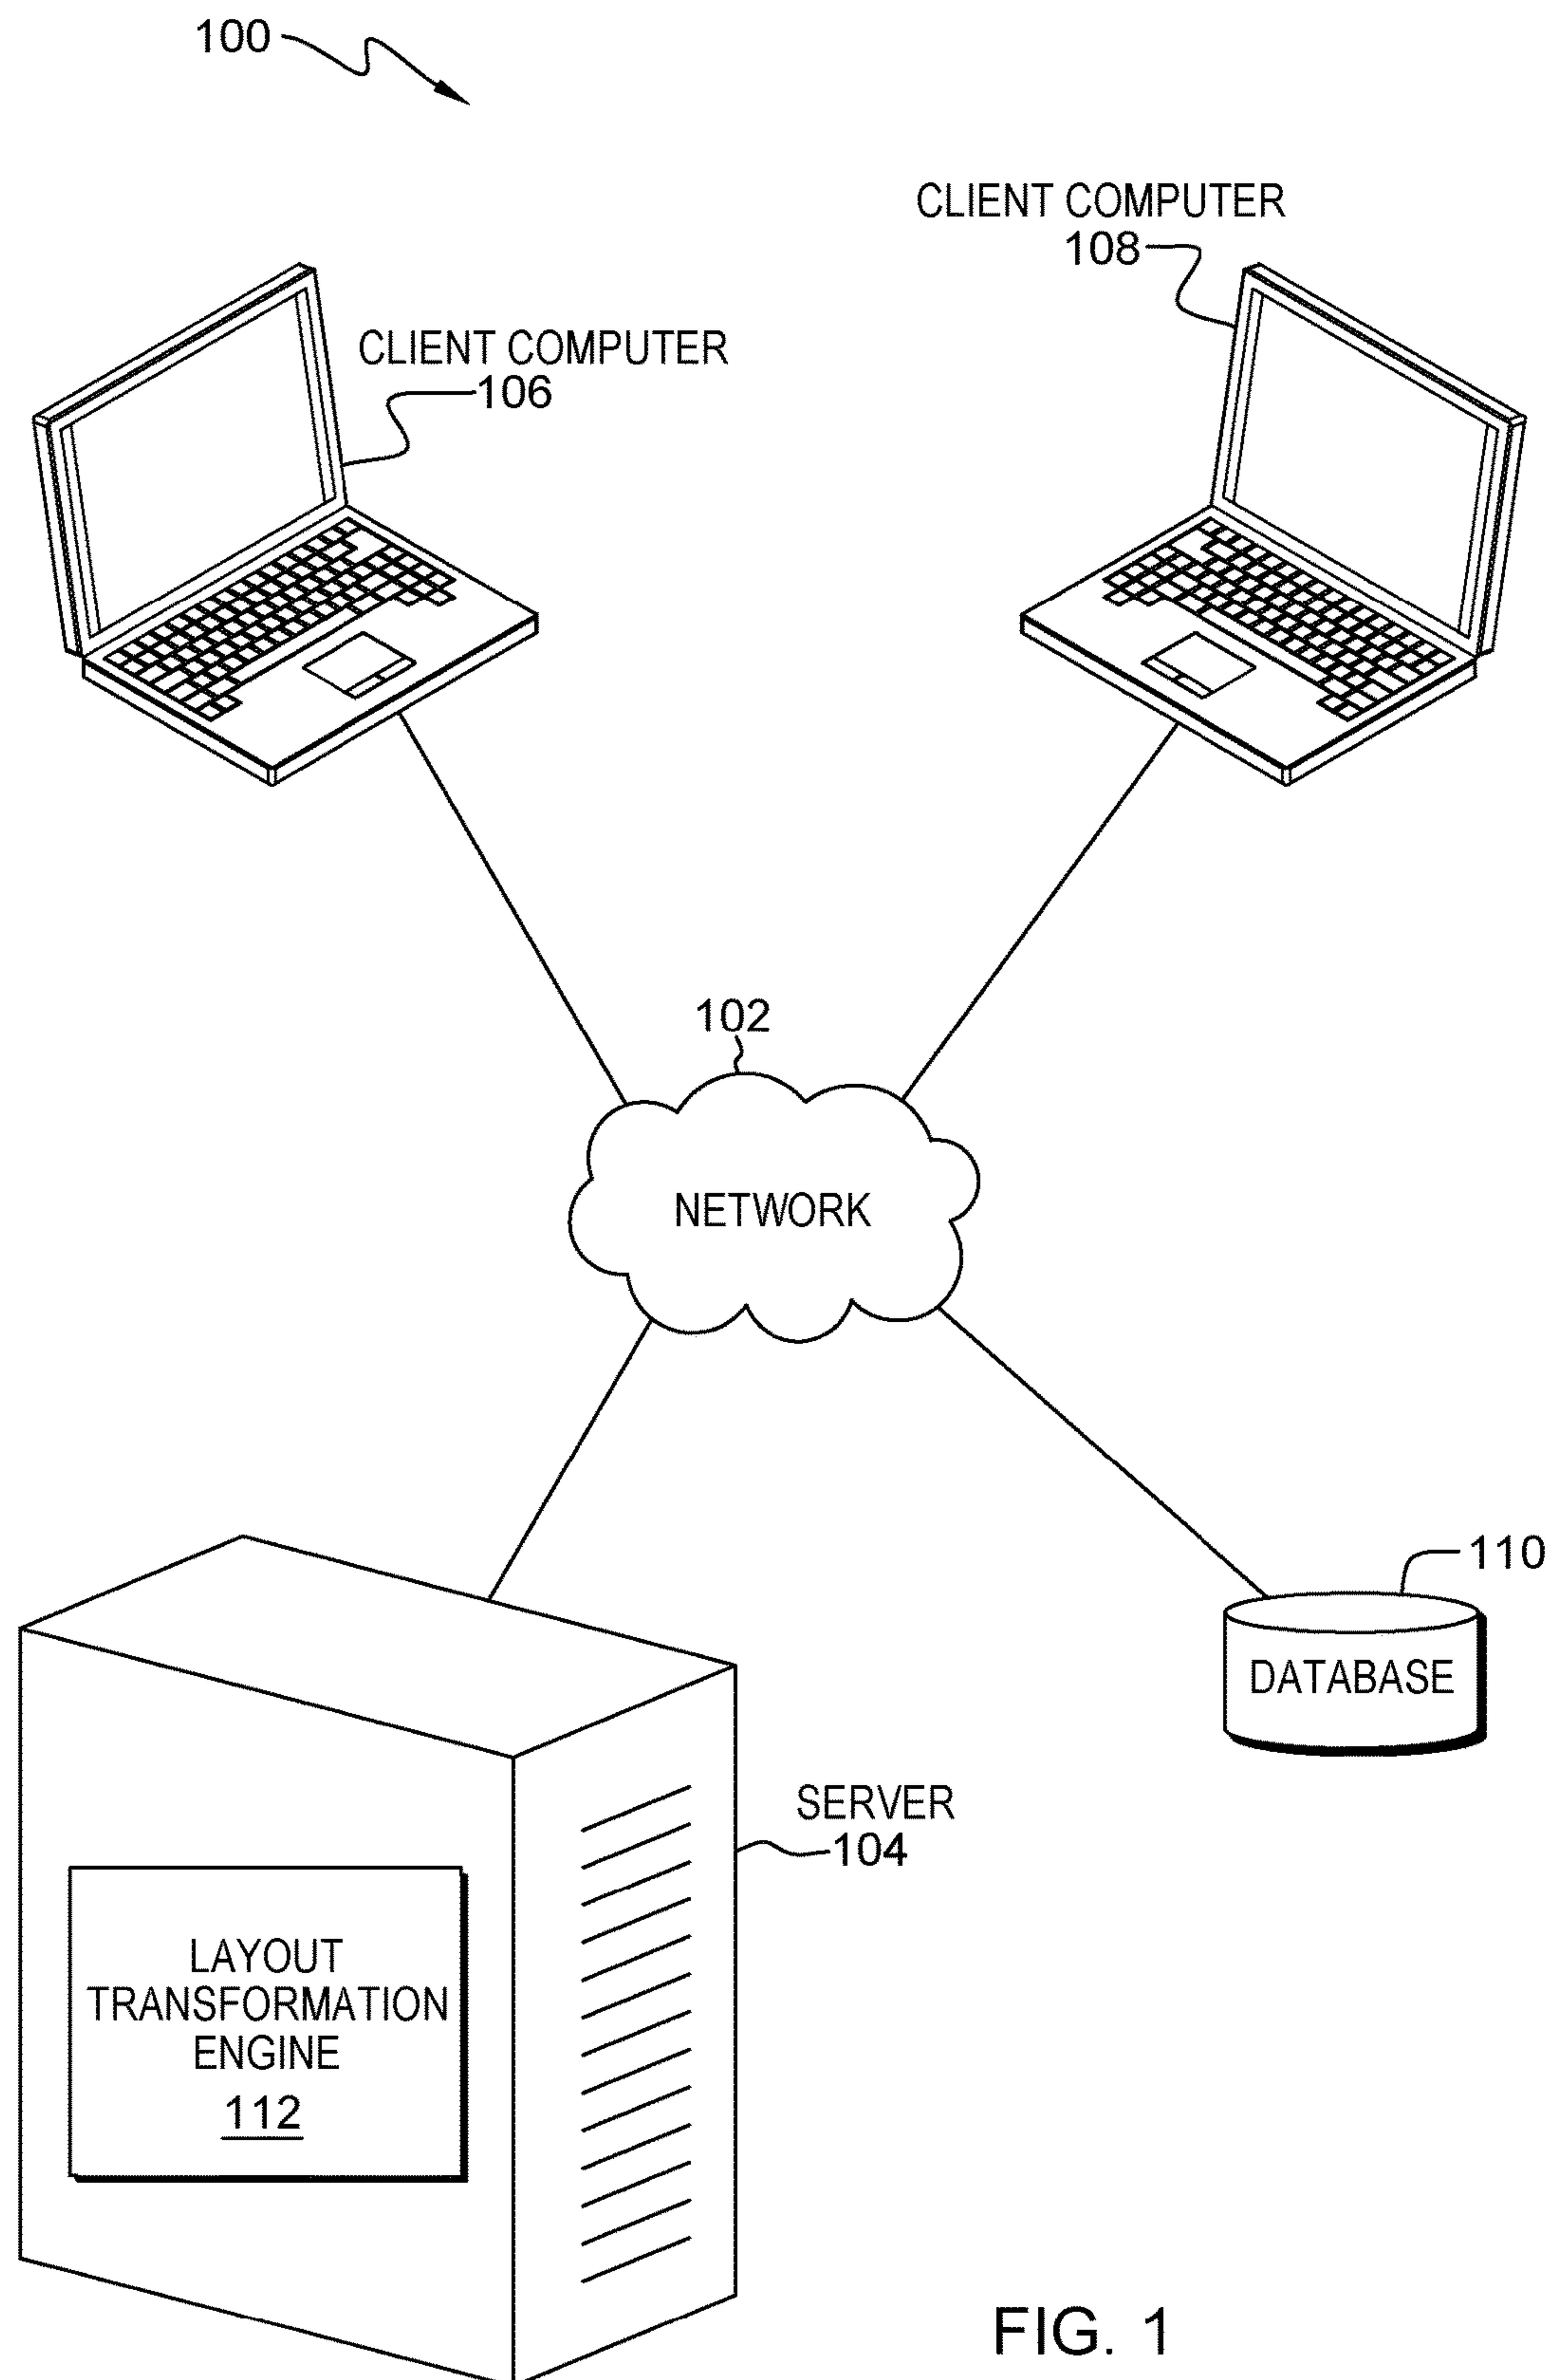 100
CLIENT COMPUTER
108
CLIENT COMPUTER
106
102
NETWORK
110
DATABASE
SERVER
104
LAYOUT
TRANSFORMATION
ENGINE
112
FIG. 1